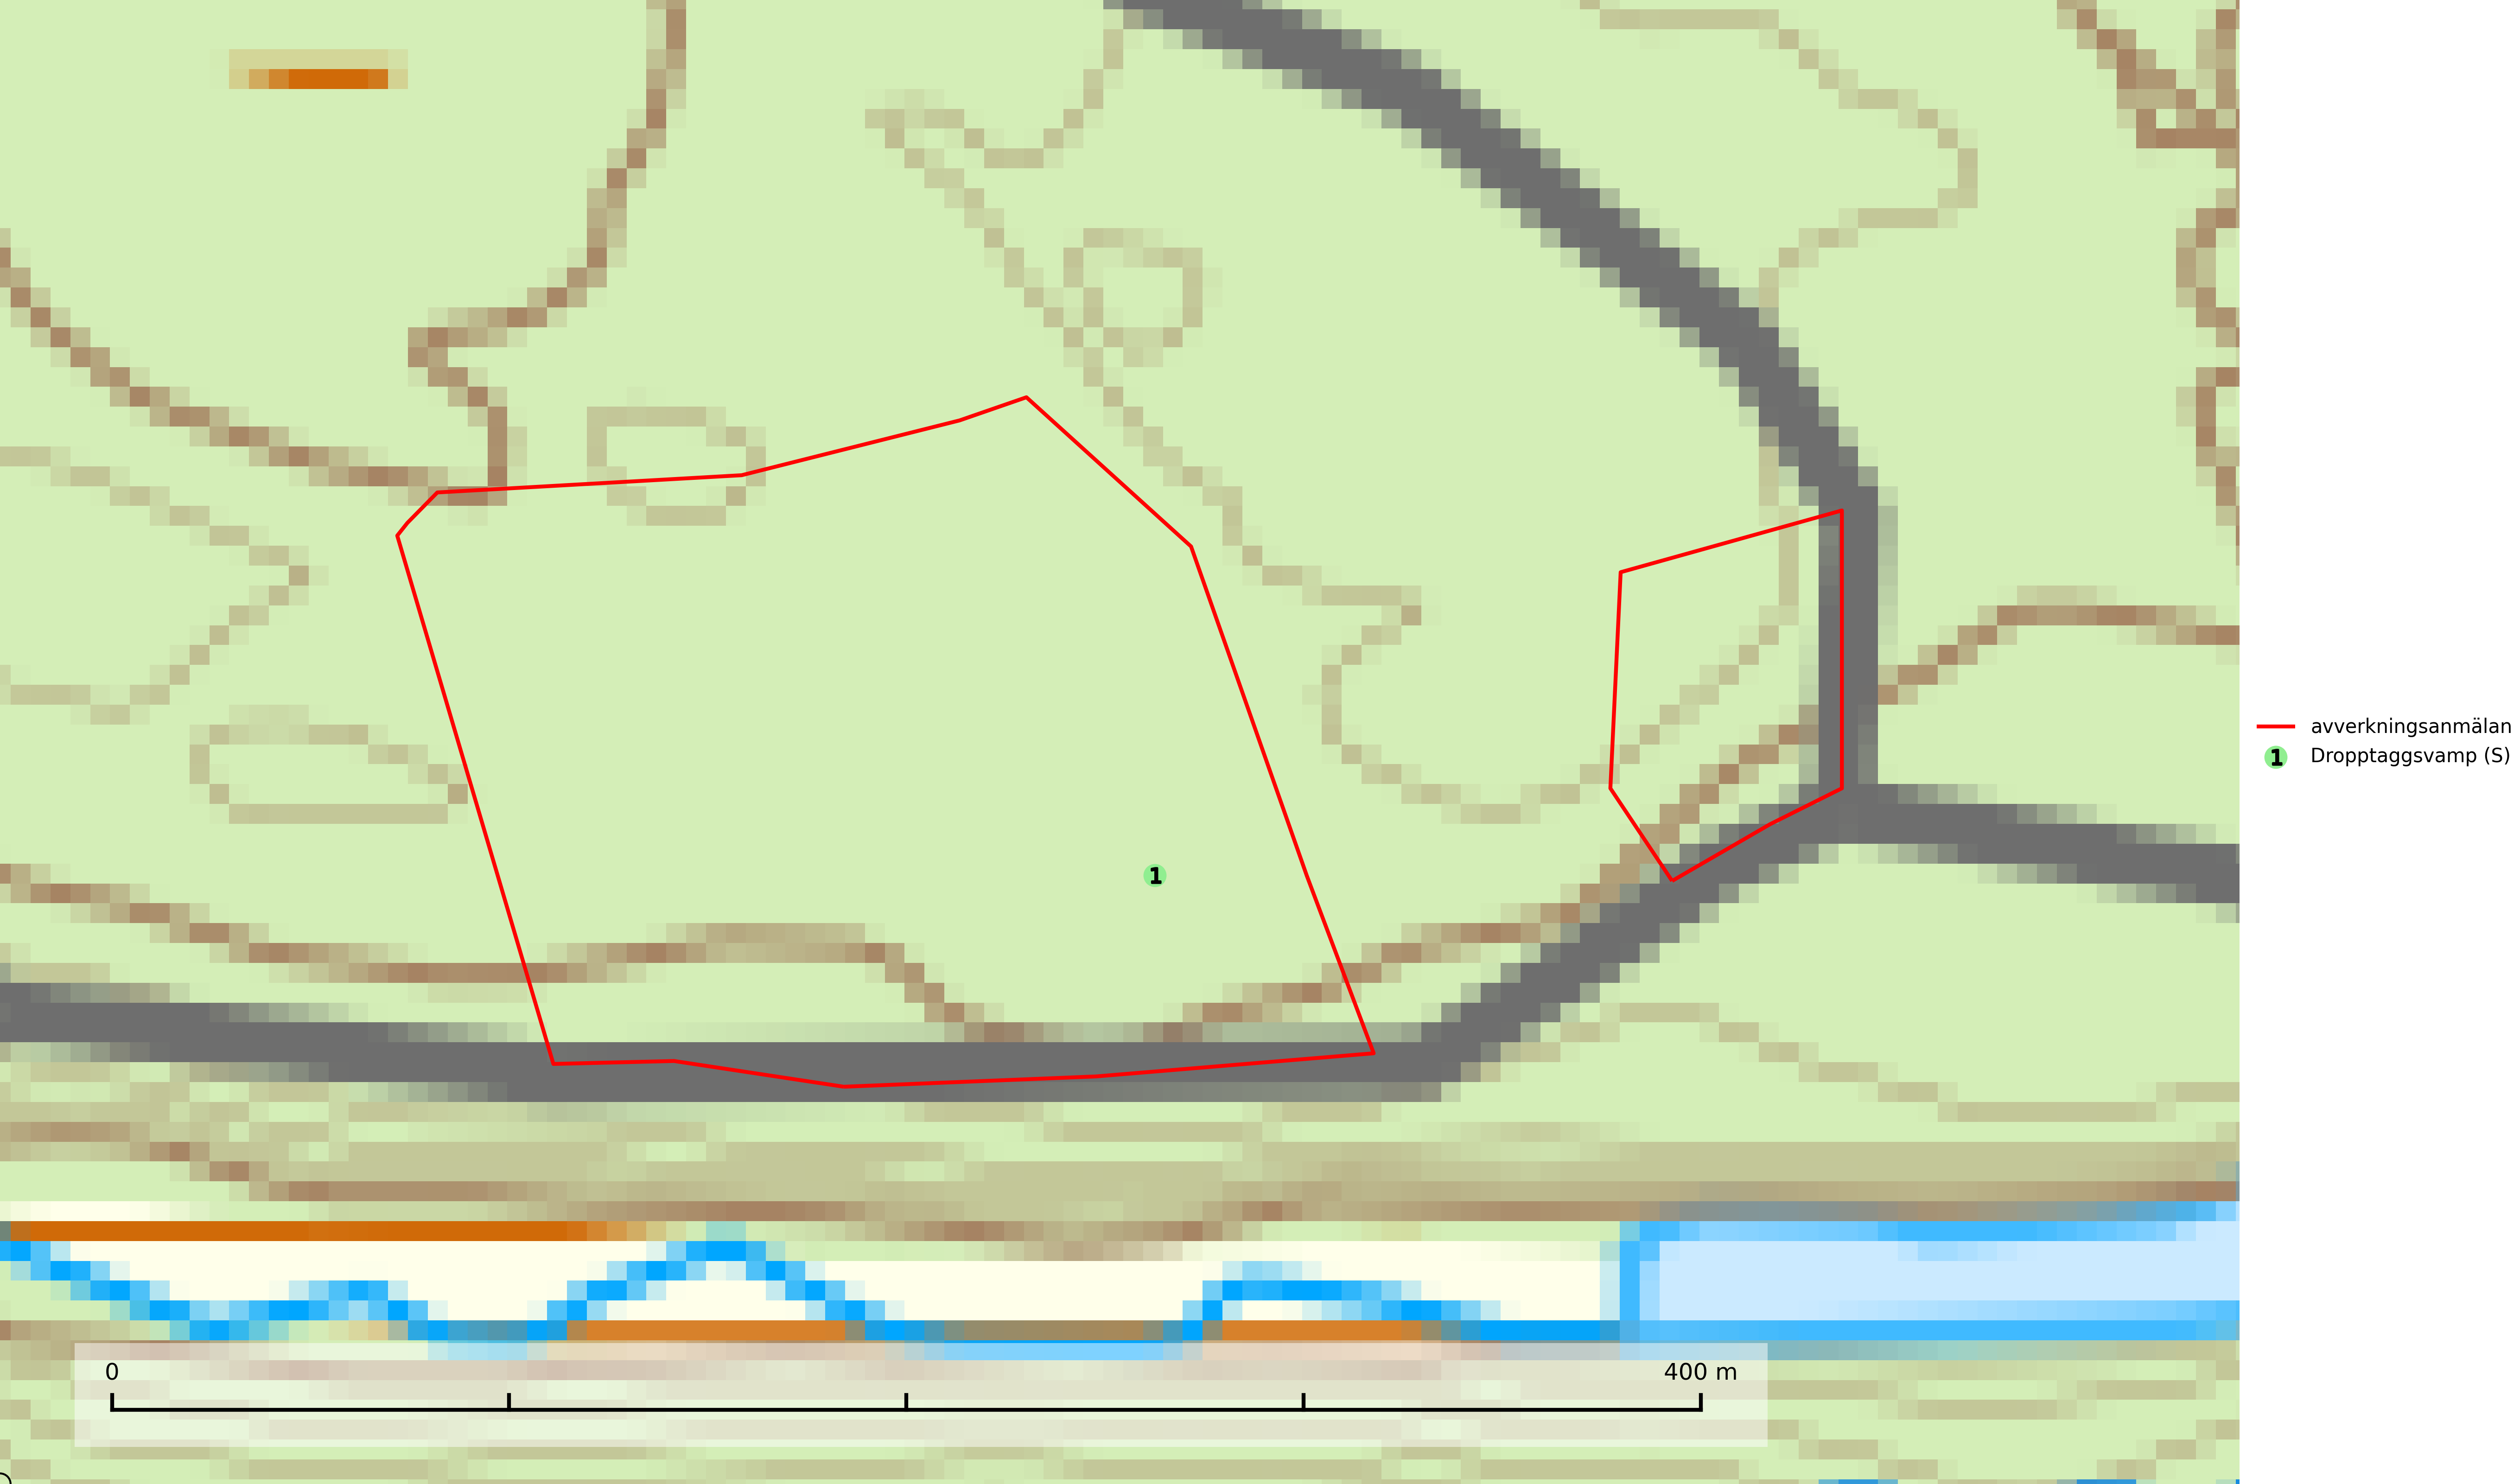 1
avverkningsanmälan
1 Dropptaggsvamp (S)
0 400 m